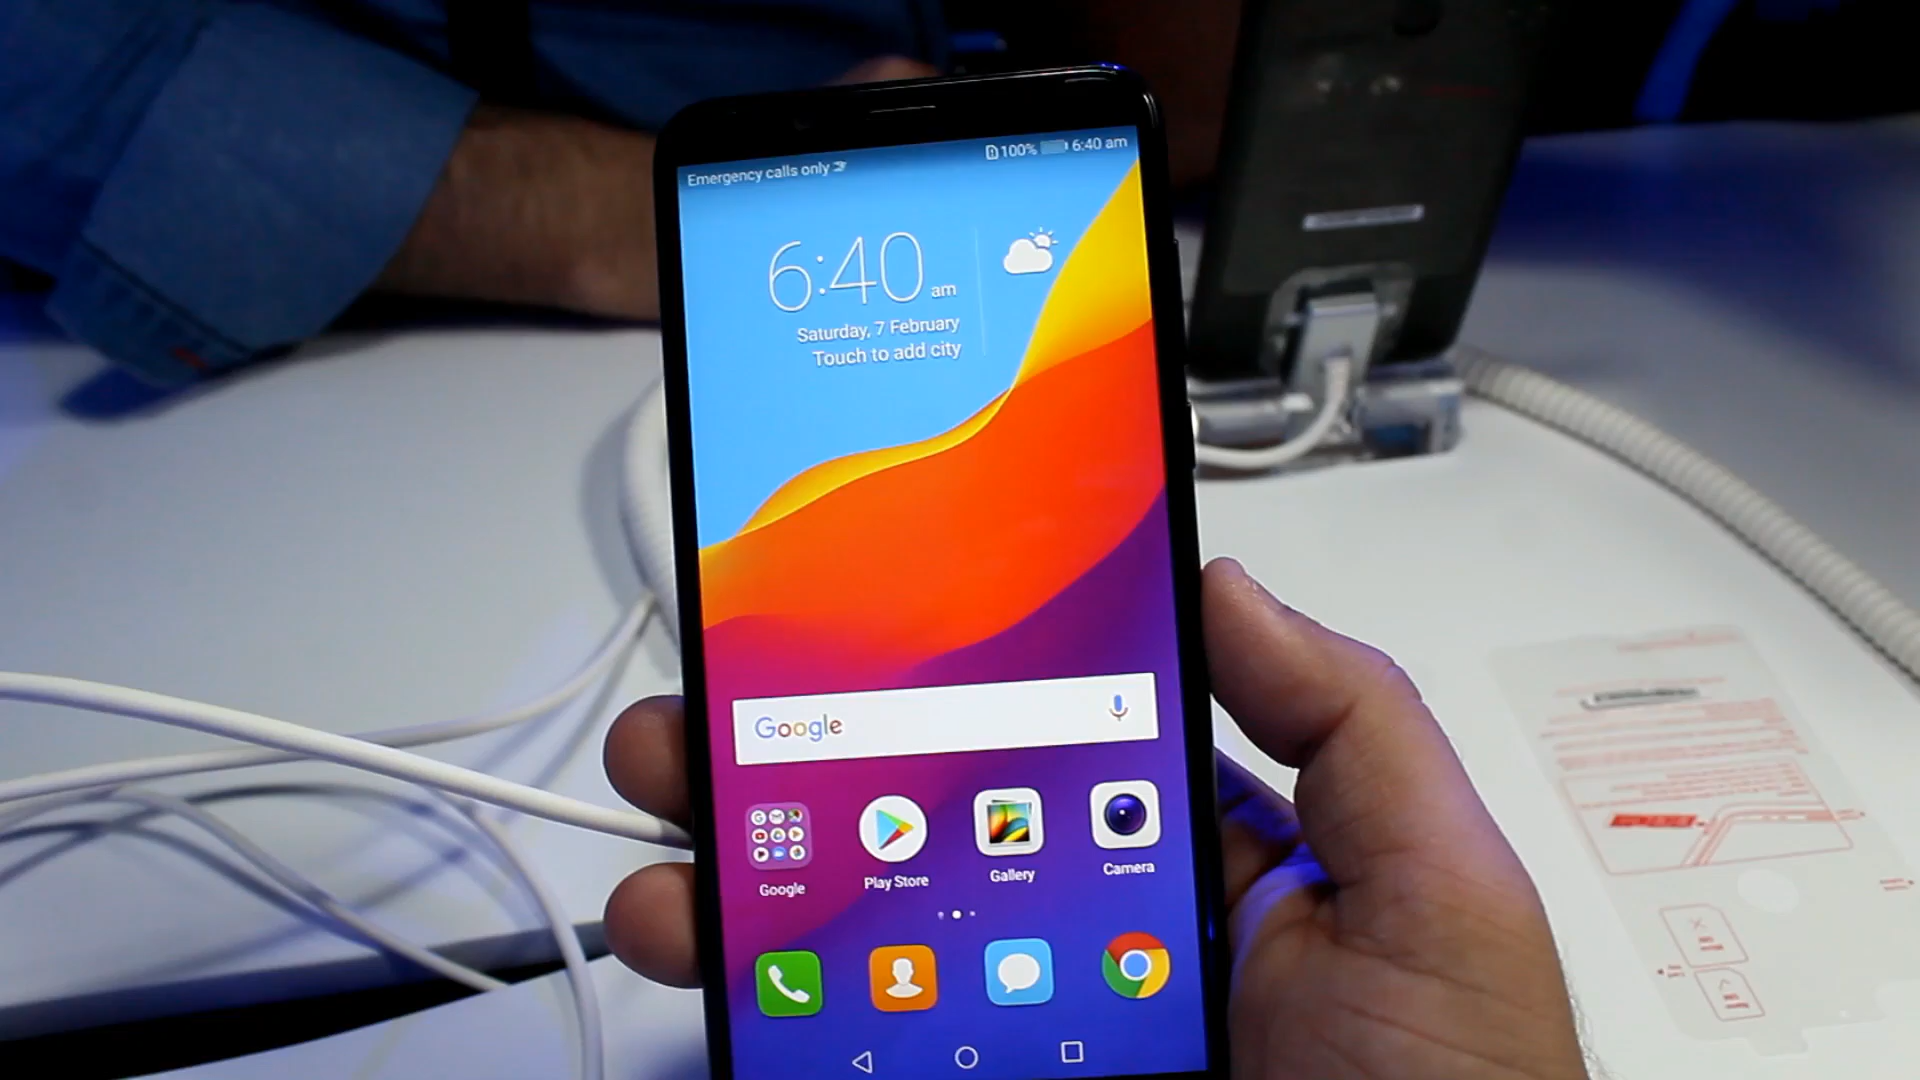 Emergency calls only
100% 6:40 am
6:40 am
Saturday, 7 February
Touch to add city
Google
Google
Play Store
Gallery
Camera